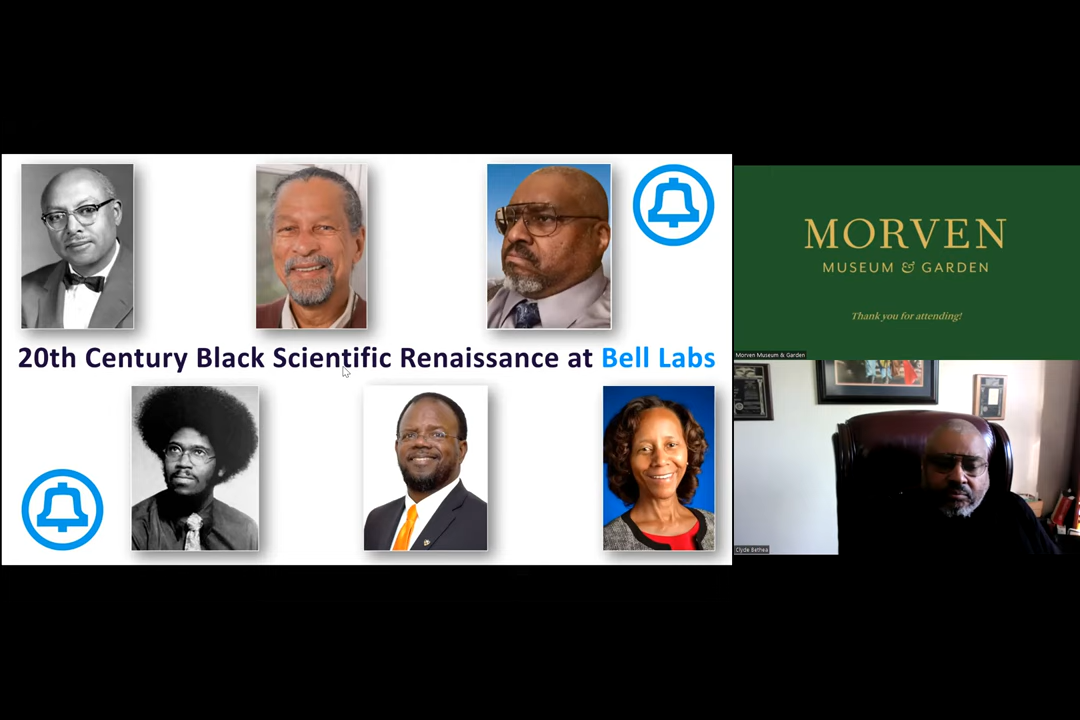 20th Century Black Scientific Renaissance at Bell Labs
MORVEN
MUSEUM & GARDEN
Thank you for attending!
Morven Museum & Garden
Clyde Bethea